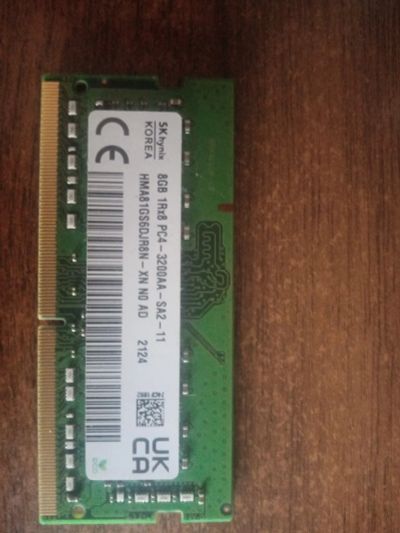 SK hynix
KOREA
8GB 1Rx8 PC4-3200AA-SA2-11
HMA81GS6DJR8N-XN N0 AD 2124
CE
UK
CA